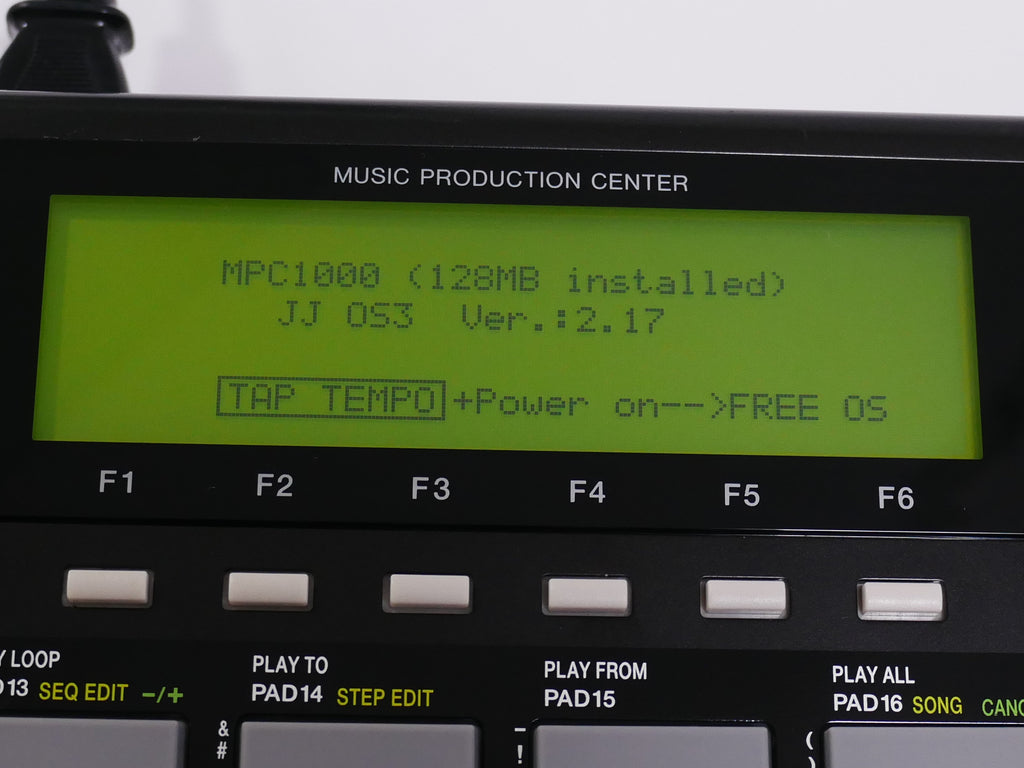 MUSIC PRODUCTION CENTER
MPC1000 (128MB installed)
JJ OS3 Ver.:2.17
TAP TEMPO +Power on-->FREE OS
F1 F2 F3 F4 F5 F6
LOOP PLAY TO PLAY FROM PLAY ALL
SEQ EDIT -/+ PAD14 STEP EDIT PAD15 PAD16 SONG
& - (
# ! )